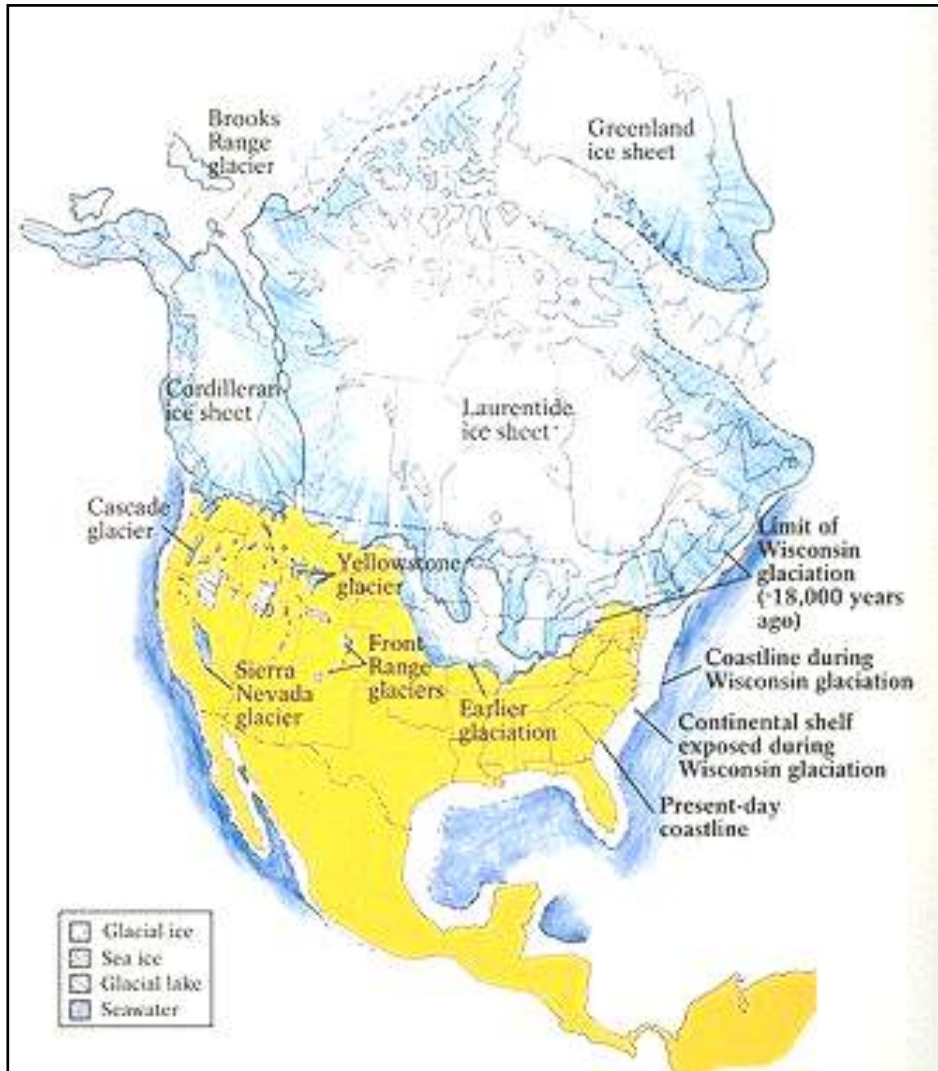 Brooks
Range
glacier
Greenland
ice sheet
Cordilleran
ice sheet
Laurentide
ice sheet
Cascade
glacier
Yellowstone
glacier
Limit of
Wisconsin
glaciation
(~18,000 years
ago)
Sierra
Nevada
glacier
Front
Range
glaciers
Earlier
glaciation
Coastline during
Wisconsin glaciation
Continental shelf
exposed during
Wisconsin glaciation
Present-day
coastline
Glacial ice
Sea ice
Glacial lake
Seawater